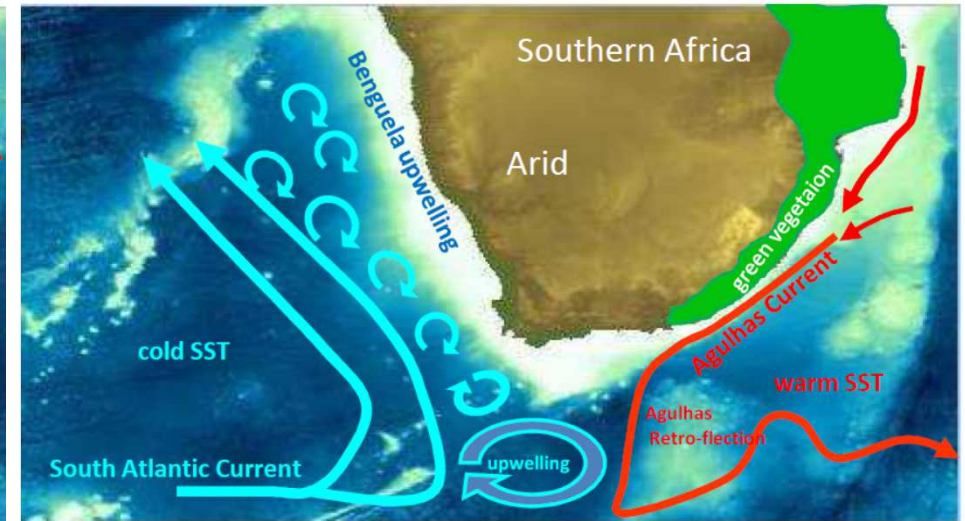 Southern Africa
Benguela upwelling
Arid
green vegetaion
Agulhas Current
cold SST
warm SST
Agulhas
Retro-flection
South Atlantic Current
upwelling